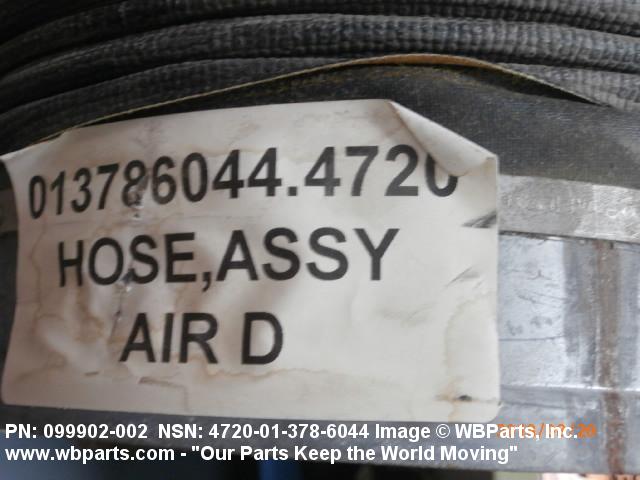 013786044.4720
HOSE,ASSY
AIR D
PN: 099902-002 NSN: 4720-01-378-6044 Image © WBParts, Inc.
www.wbparts.com - "Our Parts Keep the World Moving"